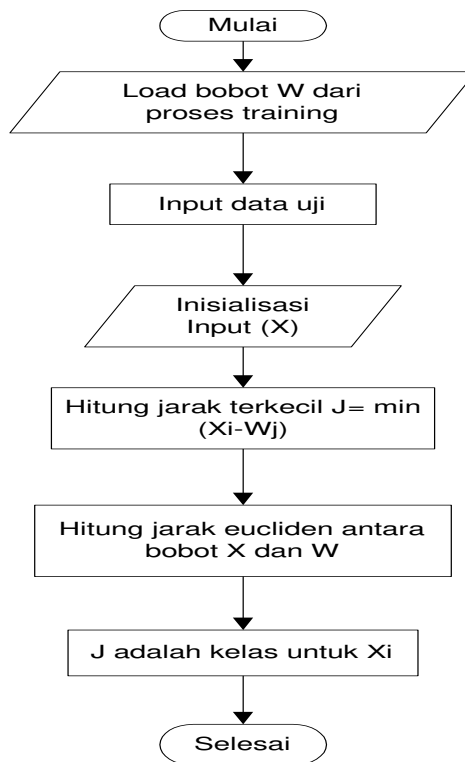 Mulai
Load bobot W dari
proses training
Input data uji
Inisialisasi
Input (X)
Hitung jarak terkecil J= min
(Xi-Wj)
Hitung jarak eucliden antara
bobot X dan W
J adalah kelas untuk Xi
Selesai